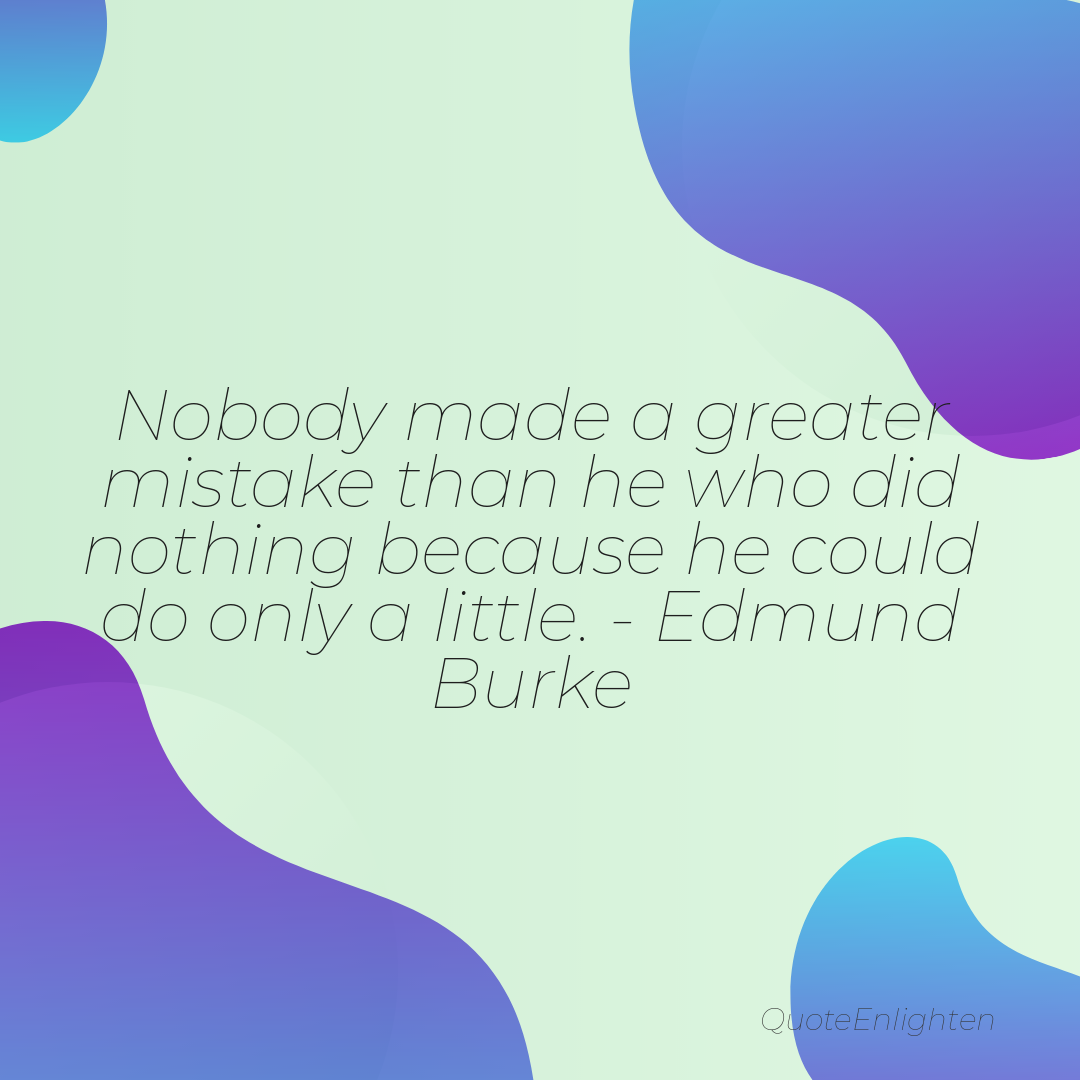 Nobody made a greater
mistake than he who did
nothing because he could
do only a little. - Edmund
Burke
QuoteEnlighten